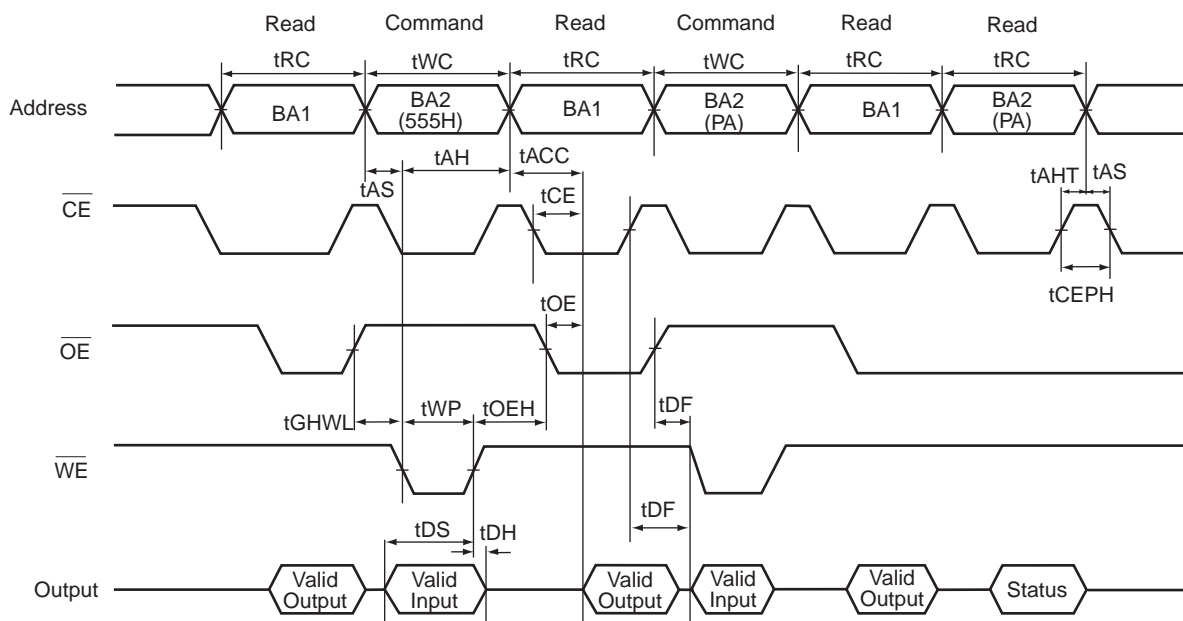 Read Command Read Command Read Read
tRC tWC tRC tWC tRC tRC
Address
BA1
BA2
(555H)
BA1
BA2
(PA)
BA1
BA2
(PA)
tAS tAH tACC tAHT tAS
CE
tCE
tCEPH
OE
tOE
tGHWL tWP tOEH tDF
WE
tDS tDH tDF
Output
Valid
Output
Valid
Input
Valid
Output
Valid
Input
Valid
Output
Status